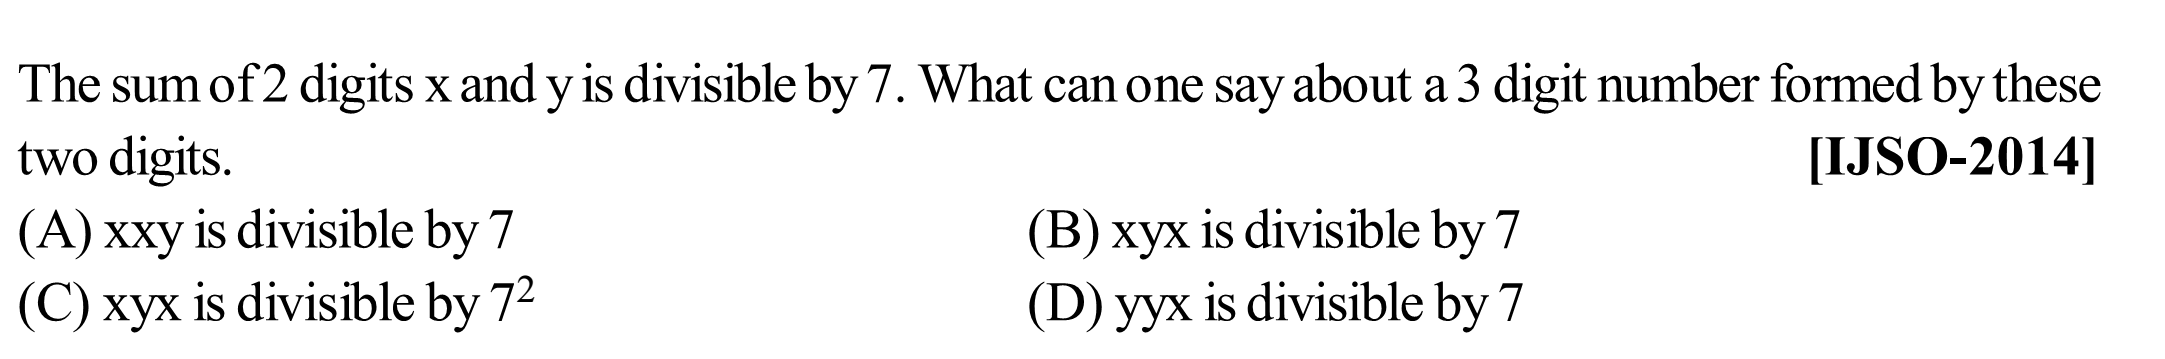 The sum of 2 digits x and y is divisible by 7. What can one say about a 3 digit number formed by these
two digits. [IJSO-2014]
(A) xxy is divisible by 7 (B) xyx is divisible by 7
(C) xyx is divisible by 7² (D) yyx is divisible by 7